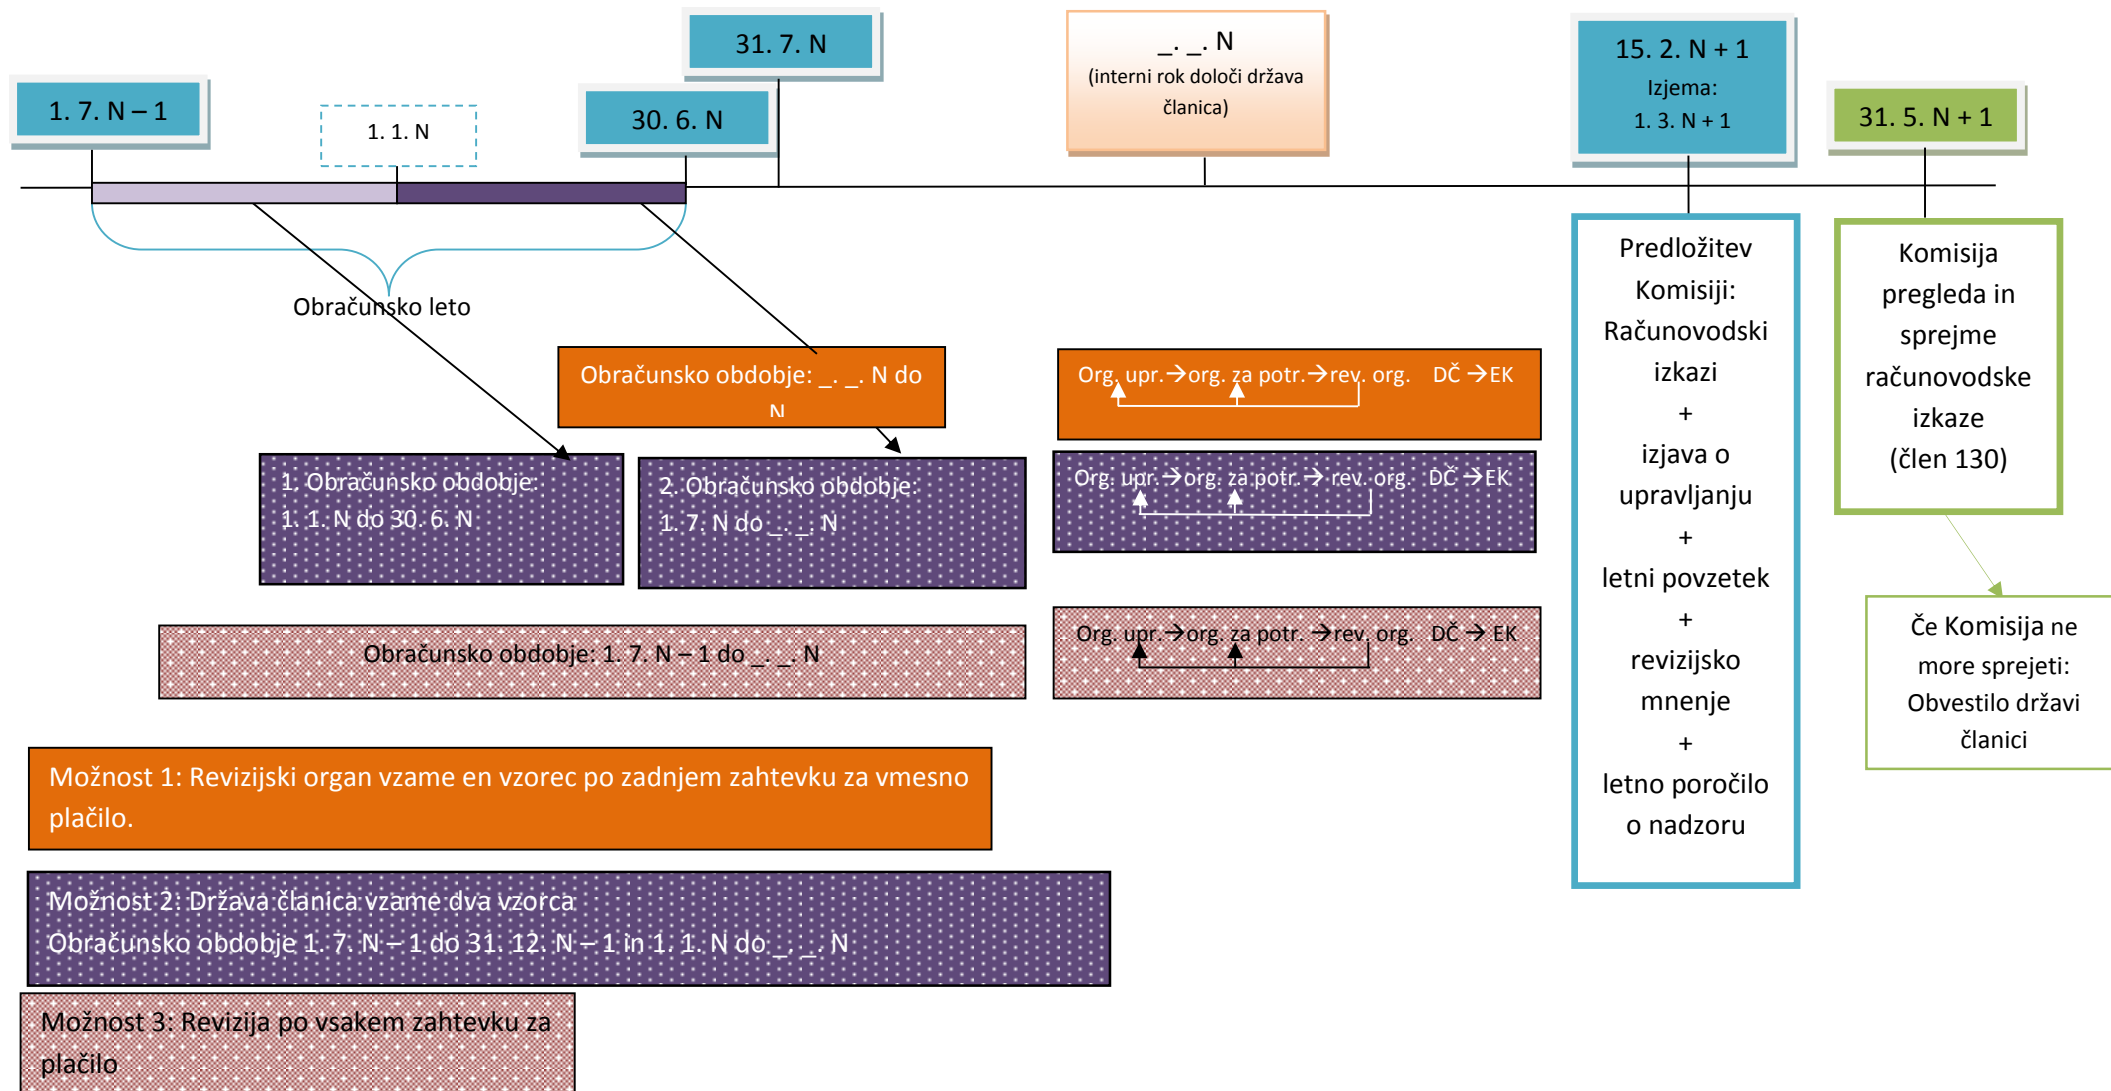 1. 7. N – 1
1. 1. N
30. 6. N
31. 7. N
_. _. N
(interni rok določi država
članica)
15. 2. N + 1
Izjema:
1. 3. N + 1
31. 5. N + 1
Obračunsko leto
Obračunsko obdobje: _. _. N do
N
Org. upr.→org. za potr.→rev. org. DČ →EK
1. Obračunsko obdobje:
1. 1. N do 30. 6. N
2. Obračunsko obdobje:
1. 7. N do _. _. N
Org. upr.→org. za potr.→ rev. org. DČ →EK
Obračunsko obdobje: 1. 7. N – 1 do _. _. N
Org. upr.→org. za potr. →rev. org. DČ → EK
Predložitev
Komisiji:
Računovodski
izkazi
+
izjava o
upravljanju
+
letni povzetek
+
revizijsko
mnenje
+
letno poročilo
o nadzoru
Komisija
pregleda in
sprejme
računovodske
izkaze
(člen 130)
Če Komisija ne
more sprejeti:
Obvestilo državi
članici
Možnost 1: Revizijski organ vzame en vzorec po zadnjem zahtevku za vmesno
plačilo.
Možnost 2: Država članica vzame dva vzorca
Obračunsko obdobje 1. 7. N – 1 do 31. 12. N – 1 in 1. 1. N do _. _. N
Možnost 3: Revizija po vsakem zahtevku za
plačilo